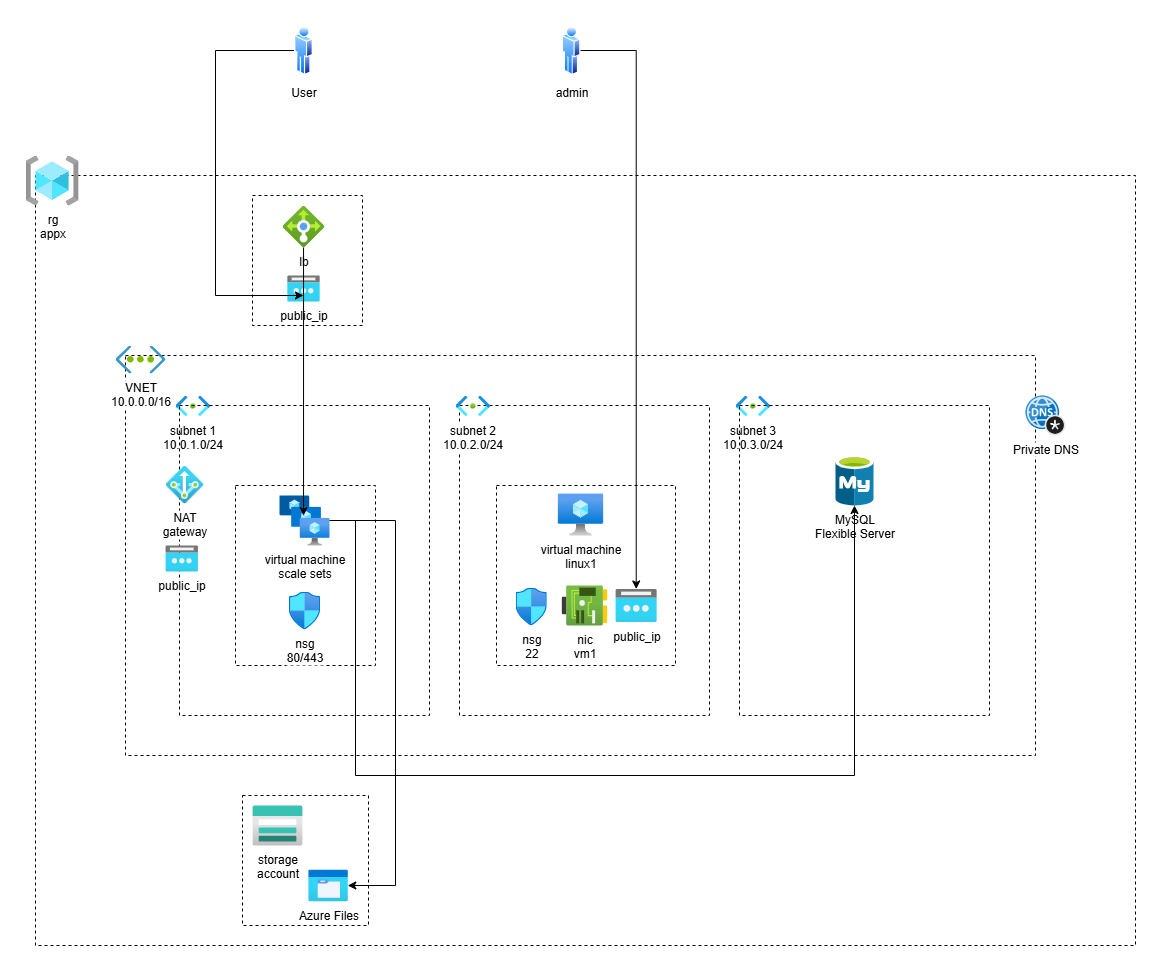 User
admin
rg
appx
lb
public_ip
VNET
10.0.0.0/16
subnet 1
10.0.1.0/24
subnet 2
10.0.2.0/24
subnet 3
10.0.3.0/24
DNS
Private DNS
NAT
gateway
public_ip
virtual machine
scale sets
nsg
80/443
virtual machine
linux1
nsg
22
nic
vm1
public_ip
My
MySQL
Flexible Server
storage
account
Azure Files